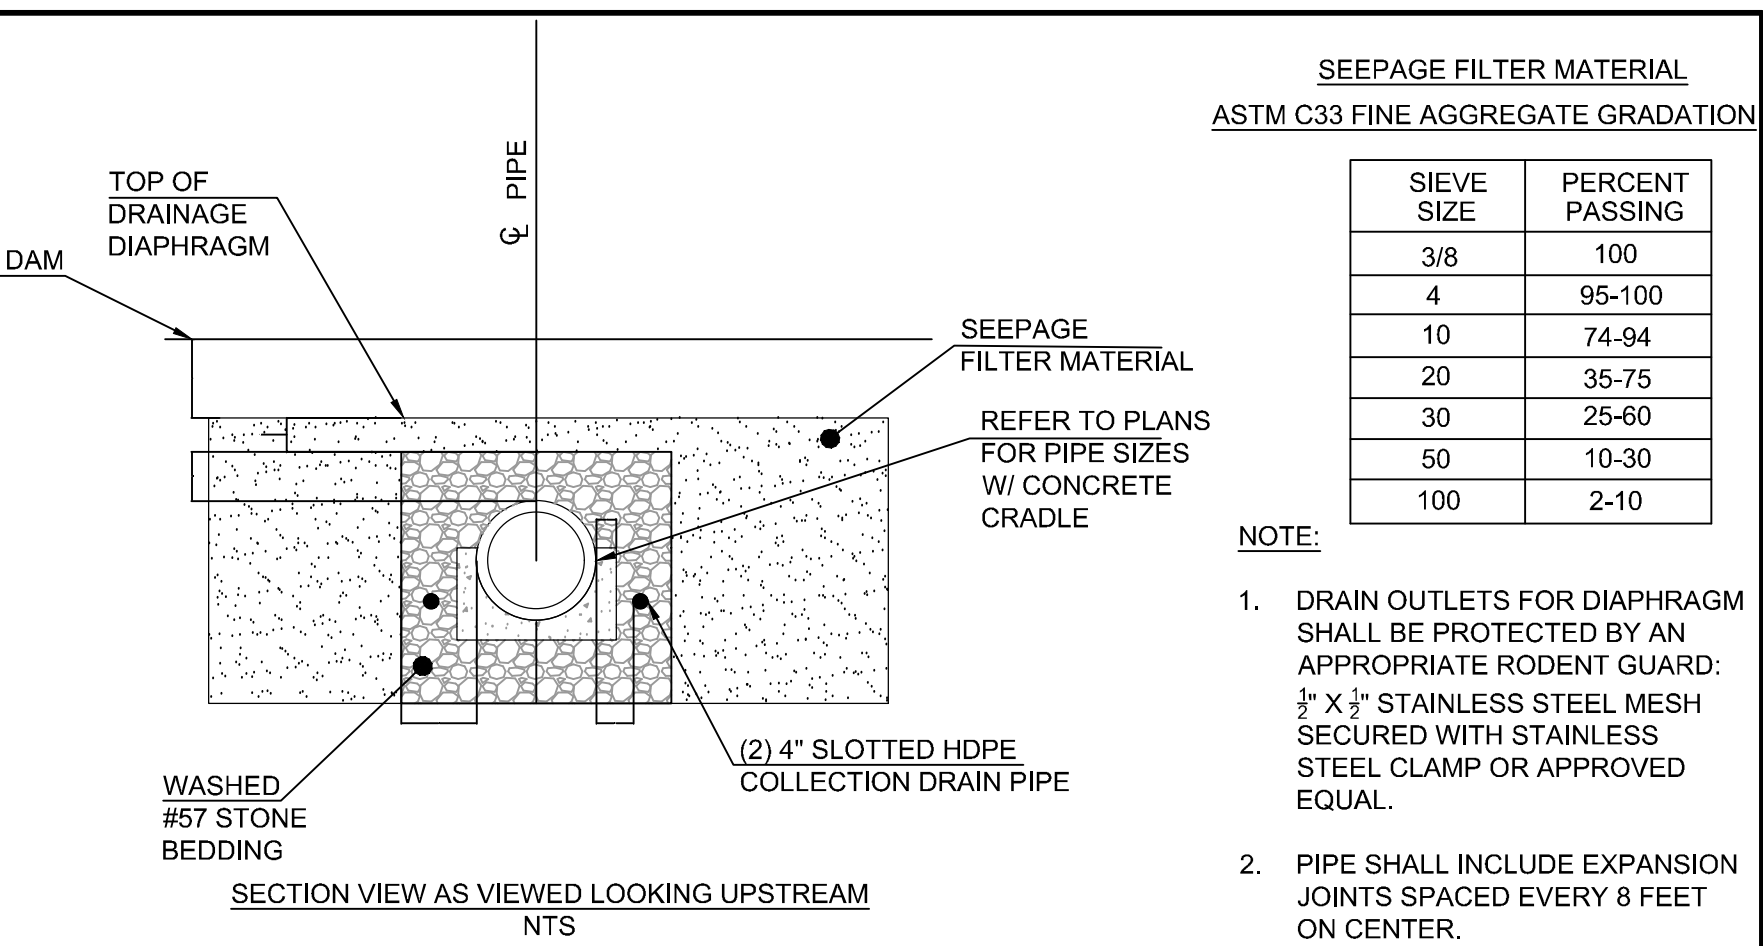 SEEPAGE FILTER MATERIAL
ASTM C33 FINE AGGREGATE GRADATION
SIEVE SIZE PERCENT PASSING
3/8 100
4 95-100
10 74-94
20 35-75
30 25-60
50 10-30
100 2-10
NOTE:
1. DRAIN OUTLETS FOR DIAPHRAGM
SHALL BE PROTECTED BY AN
APPROPRIATE RODENT GUARD:
½" X ½" STAINLESS STEEL MESH
SECURED WITH STAINLESS
STEEL CLAMP OR APPROVED
EQUAL.
2. PIPE SHALL INCLUDE EXPANSION
JOINTS SPACED EVERY 8 FEET
ON CENTER.
℄ PIPE
TOP OF
DRAINAGE
DIAPHRAGM
DAM
SEEPAGE
FILTER MATERIAL
REFER TO PLANS
FOR PIPE SIZES
W/ CONCRETE
CRADLE
(2) 4" SLOTTED HDPE
COLLECTION DRAIN PIPE
WASHED
#57 STONE
BEDDING
SECTION VIEW AS VIEWED LOOKING UPSTREAM
NTS